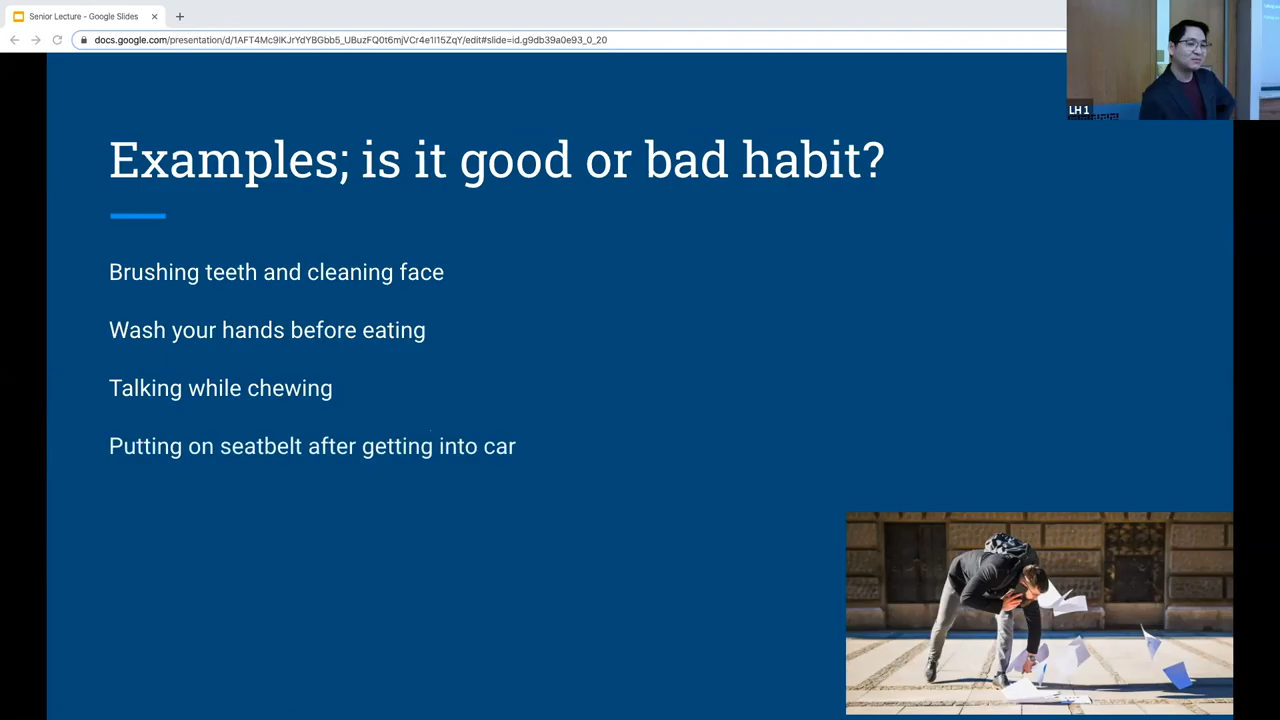 Senior Lecture - Google Slides
docs.google.com/presentation/d/1AFT4Mc9IKJrYdYBGbb5_UBuzFQ0t6mjVCr4e1l15ZqY/edit#slide=id.g9db39a0e93_0_20
LH 1
Examples; is it good or bad habit?
Brushing teeth and cleaning face
Wash your hands before eating
Talking while chewing
Putting on seatbelt after getting into car